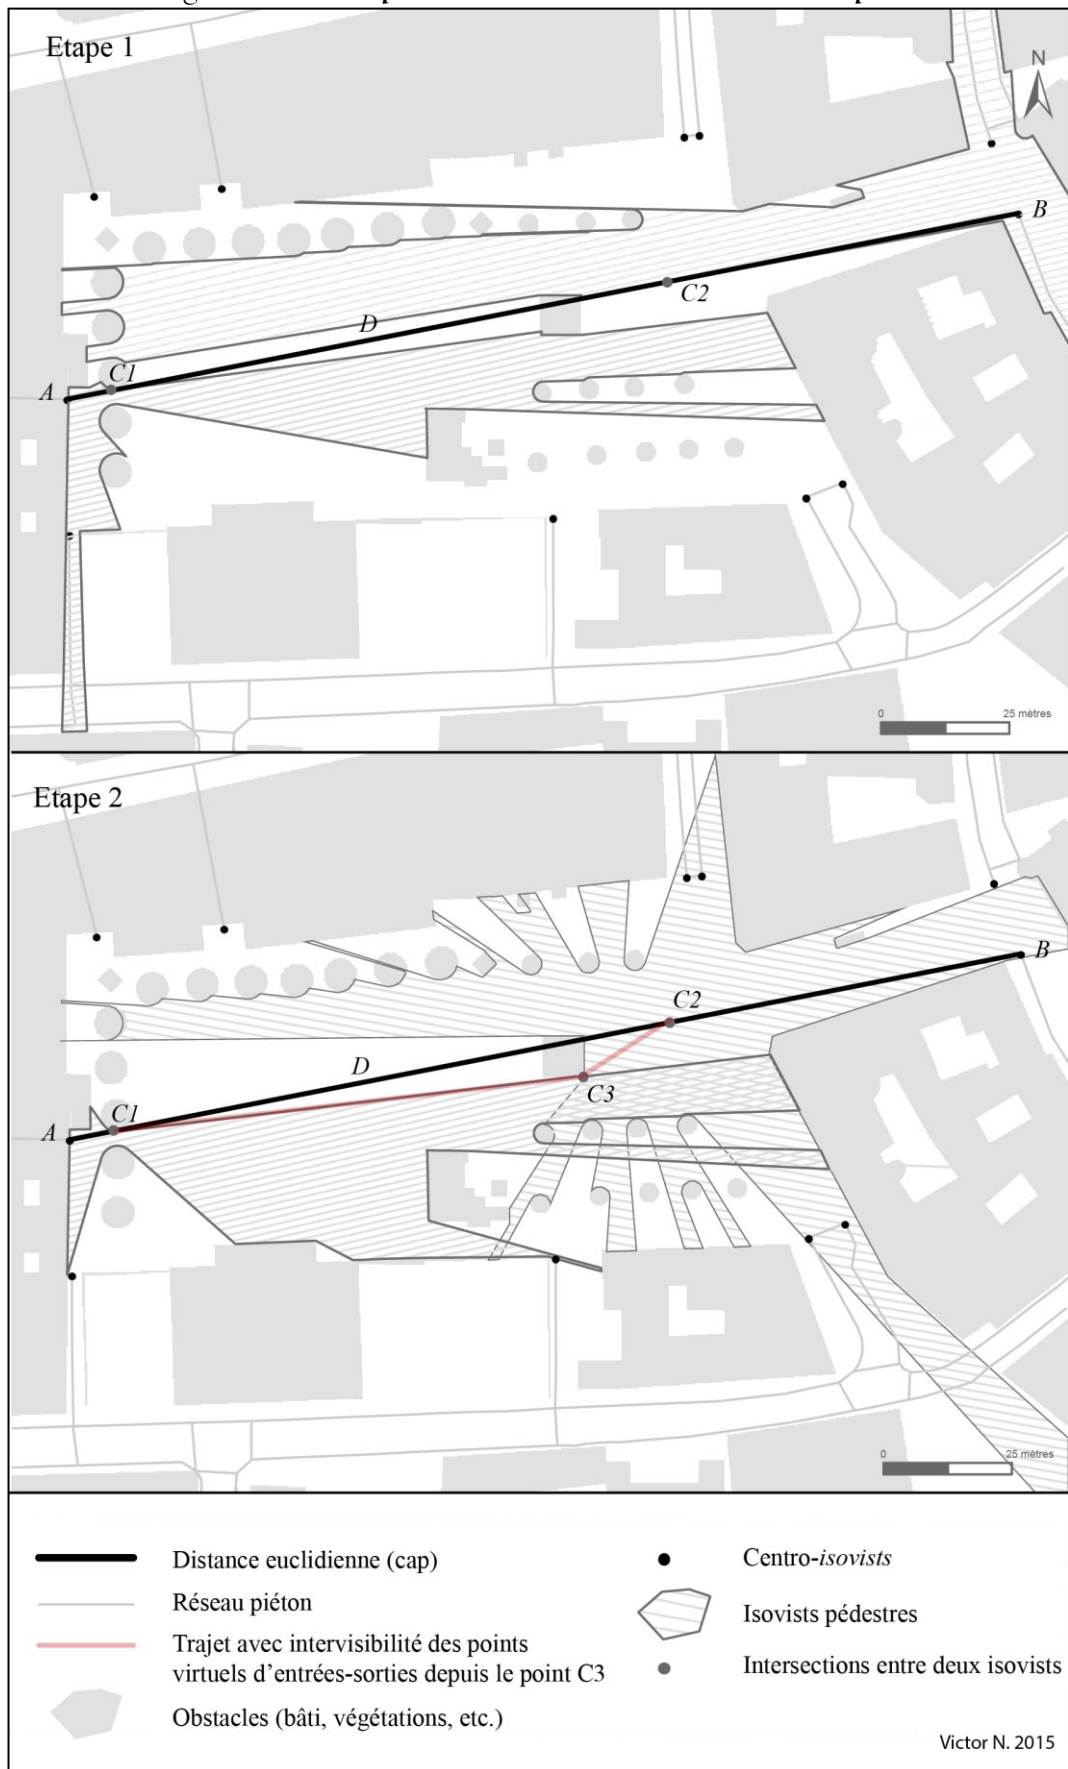 Etape 1
N
B
C2
D
C1
A
0 25 mètres
Etape 2
B
C2
D
C3
C1
A
0 25 mètres
Distance euclidienne (cap)
Réseau piéton
Trajet avec intervisibilité des points
virtuels d’entrées-sorties depuis le point C3
Obstacles (bâti, végétations, etc.)
Centro-isovists
Isovists pédestres
Intersections entre deux isovists
Victor N. 2015